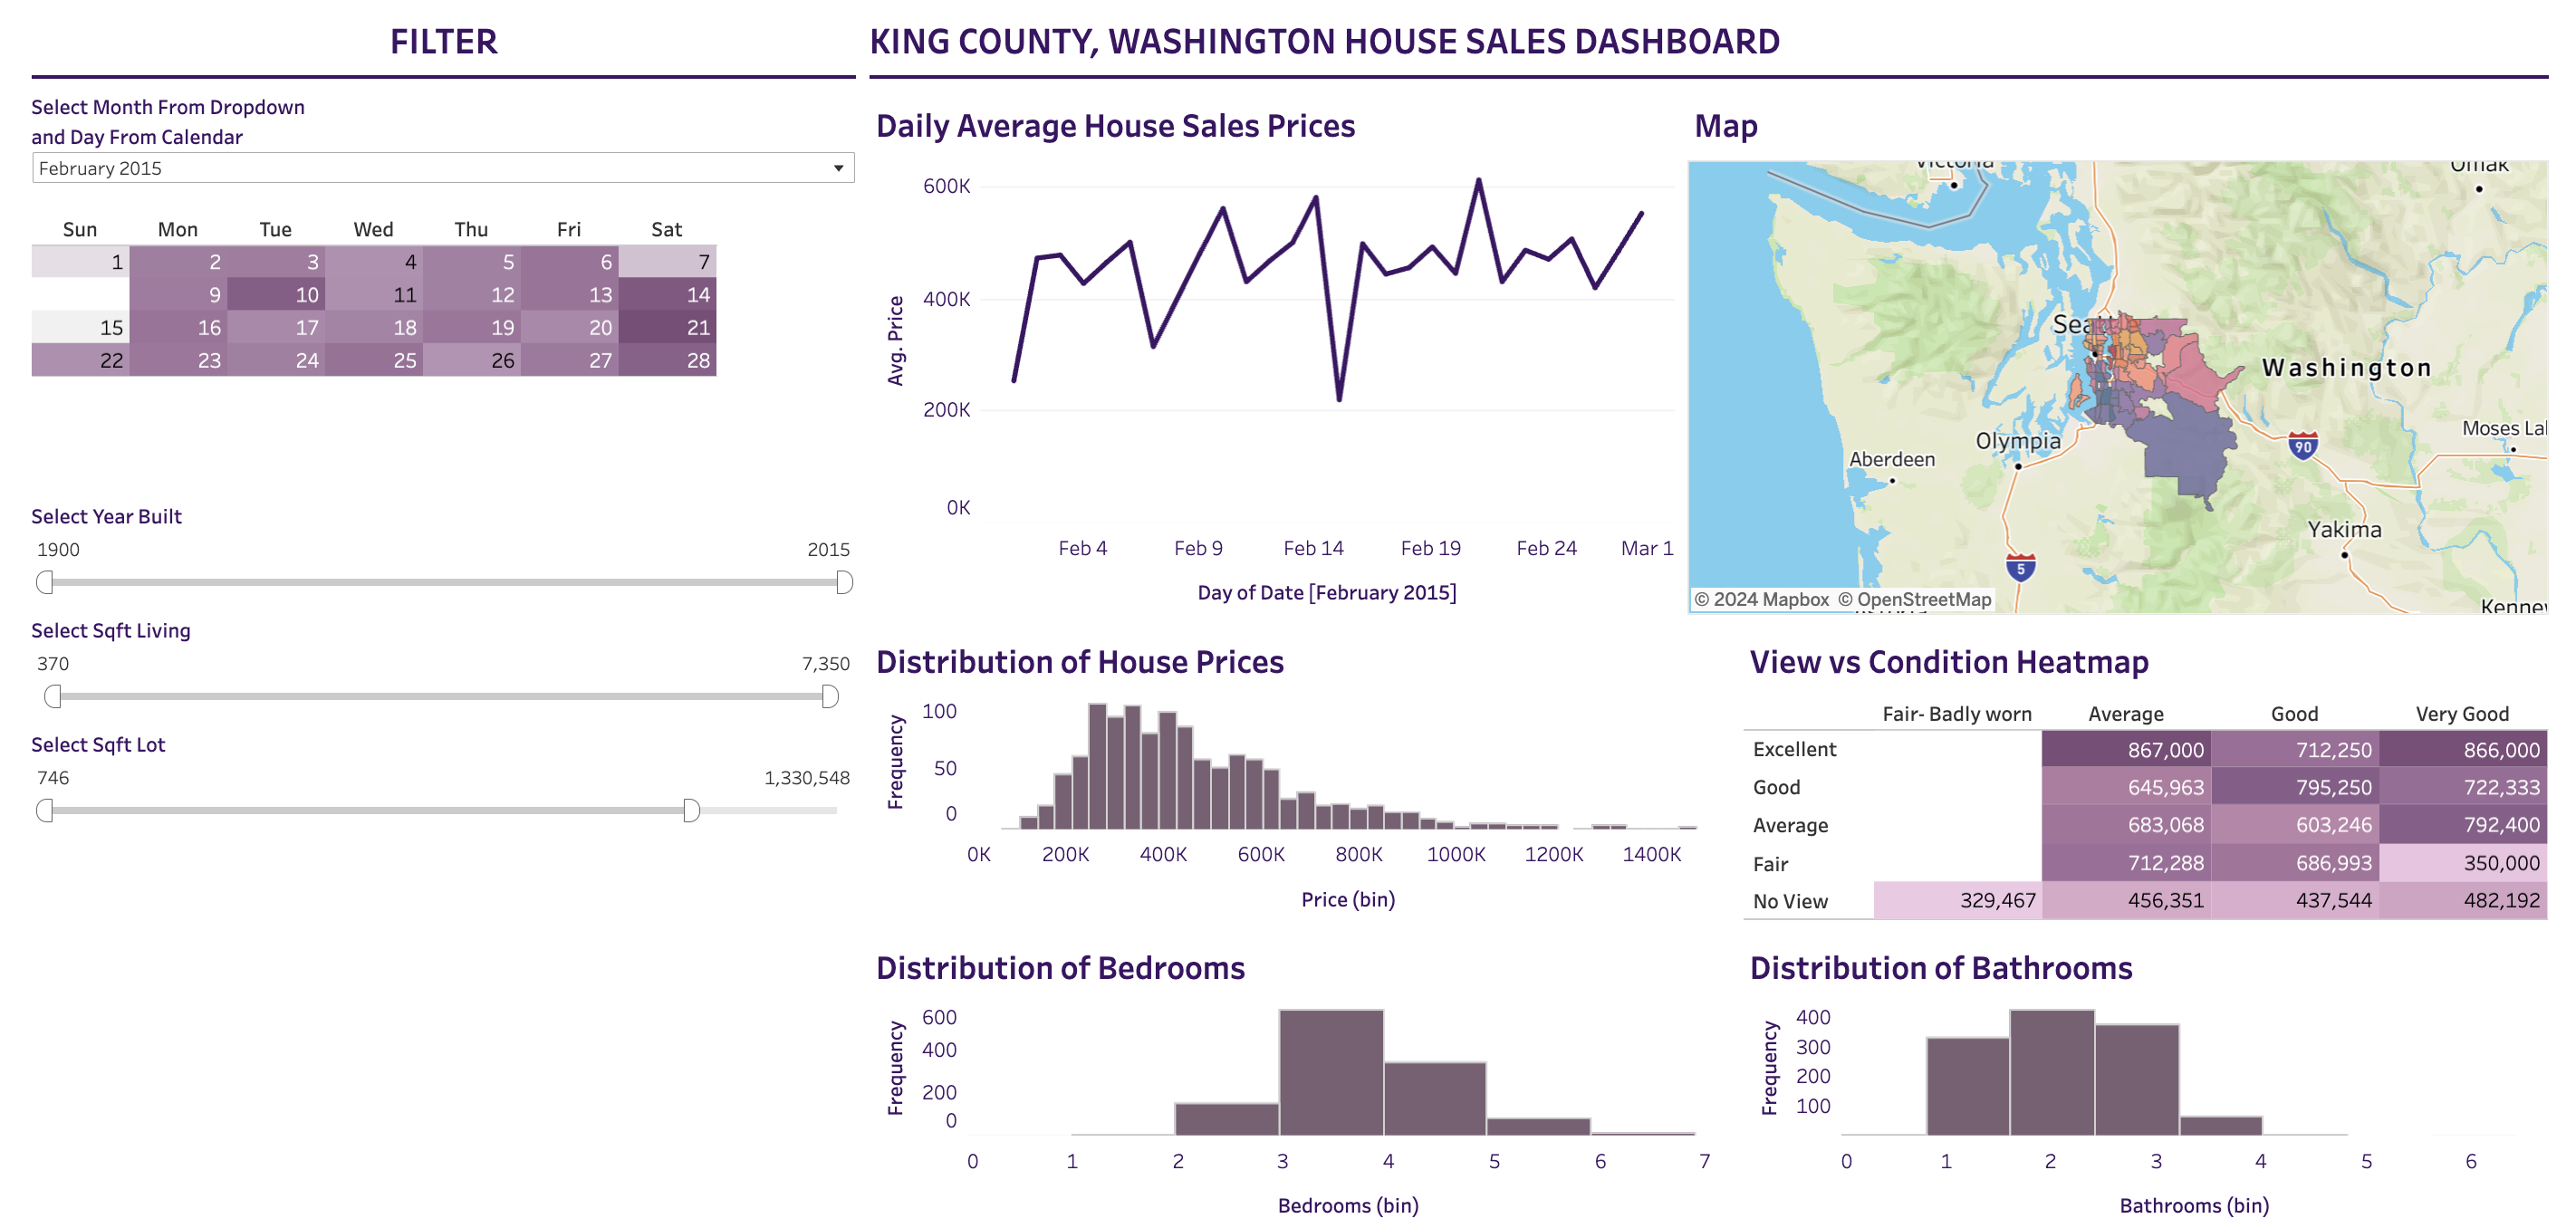 FILTER
KING COUNTY, WASHINGTON HOUSE SALES DASHBOARD
Select Month From Dropdown
and Day From Calendar
February 2015
Sun Mon Tue Wed Thu Fri Sat
1 2 3 4 5 6 7
9 10 11 12 13 14
15 16 17 18 19 20 21
22 23 24 25 26 27 28
Select Year Built
1900 2015
Select Sqft Living
370 7,350
Select Sqft Lot
746 1,330,548
Daily Average House Sales Prices
Avg. Price
600K
400K
200K
0K
Feb 4 Feb 9 Feb 14 Feb 19 Feb 24 Mar 1
Day of Date [February 2015]
Map
Victoria
Omak
Sea
Washington
Olympia
90
Moses Lal
Aberdeen
Yakima
5
© 2024 Mapbox © OpenStreetMap
Kennev
Distribution of House Prices
Frequency
100
50
0
0K 200K 400K 600K 800K 1000K 1200K 1400K
Price (bin)
View vs Condition Heatmap
Fair- Badly worn Average Good Very Good
Excellent 867,000 712,250 866,000
Good 645,963 795,250 722,333
Average 683,068 603,246 792,400
Fair 712,288 686,993 350,000
No View 329,467 456,351 437,544 482,192
Distribution of Bedrooms
Frequency
600
400
200
0
0 1 2 3 4 5 6 7
Bedrooms (bin)
Distribution of Bathrooms
Frequency
400
300
200
100
0 1 2 3 4 5 6
Bathrooms (bin)